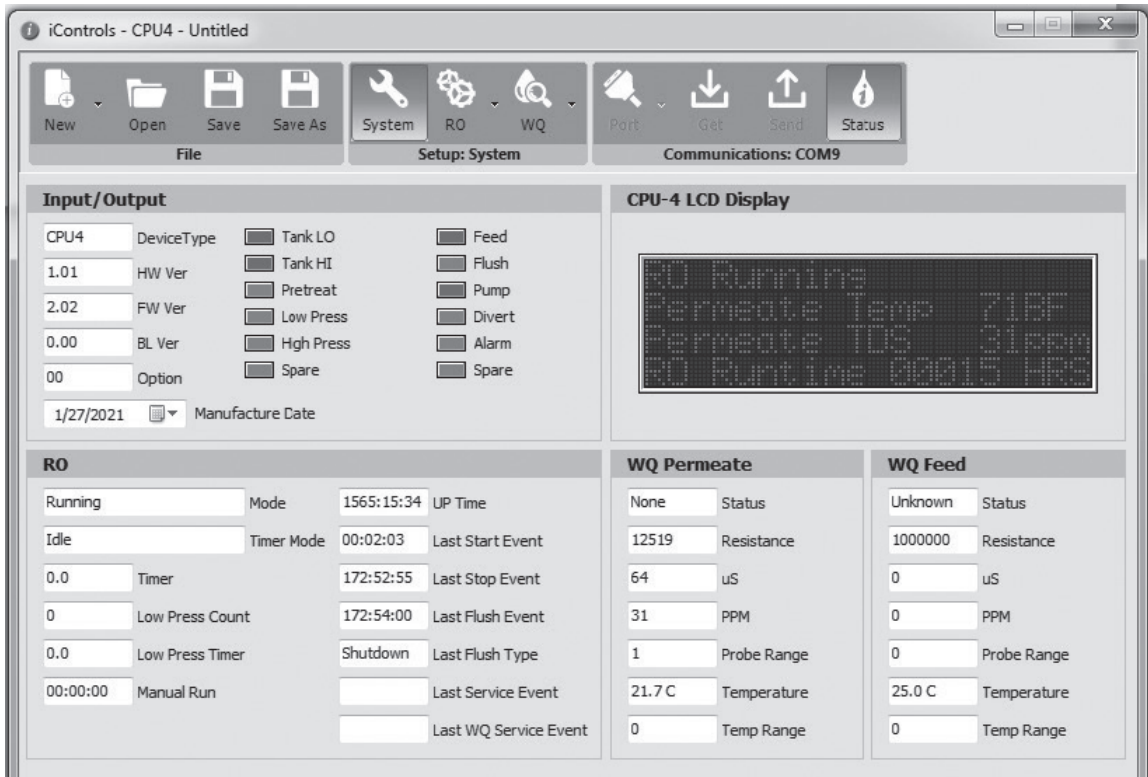 iControls - CPU4 - Untitled
New Open Save Save As
File
System RO WQ
Setup: System
Port Get Send Status
Communications: COM9
Input/Output
CPU4 DeviceType
1.01 HW Ver
2.02 FW Ver
0.00 BL Ver
00 Option
1/27/2021 Manufacture Date
Tank LO
Tank HI
Pretreat
Low Press
Hgh Press
Spare
Feed
Flush
Pump
Divert
Alarm
Spare
CPU-4 LCD Display
RO Running
Permeate Temp 71BF
Permeate TDS 31ppm
RO Runtime 00015 HRS
RO
Running Mode
Idle Timer Mode
0.0 Timer
0 Low Press Count
0.0 Low Press Timer
00:00:00 Manual Run
1565:15:34 UP Time
00:02:03 Last Start Event
172:52:55 Last Stop Event
172:54:00 Last Flush Event
Shutdown Last Flush Type
Last Service Event
Last WQ Service Event
WQ Permeate
None Status
12519 Resistance
64 uS
31 PPM
1 Probe Range
21.7 C Temperature
0 Temp Range
WQ Feed
Unknown Status
1000000 Resistance
0 uS
0 PPM
0 Probe Range
25.0 C Temperature
0 Temp Range